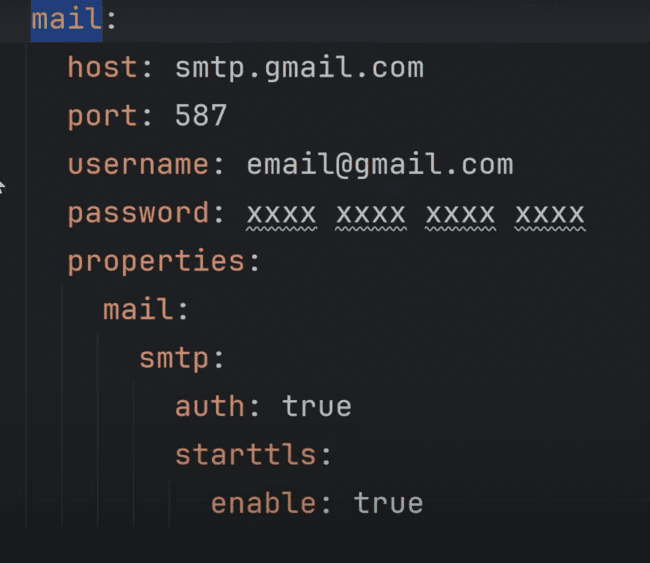 mail:
host: smtp.gmail.com
port: 587
username: email@gmail.com
password: xxxx xxxx xxxx xxxx
properties:
mail:
smtp:
auth: true
starttls:
enable: true